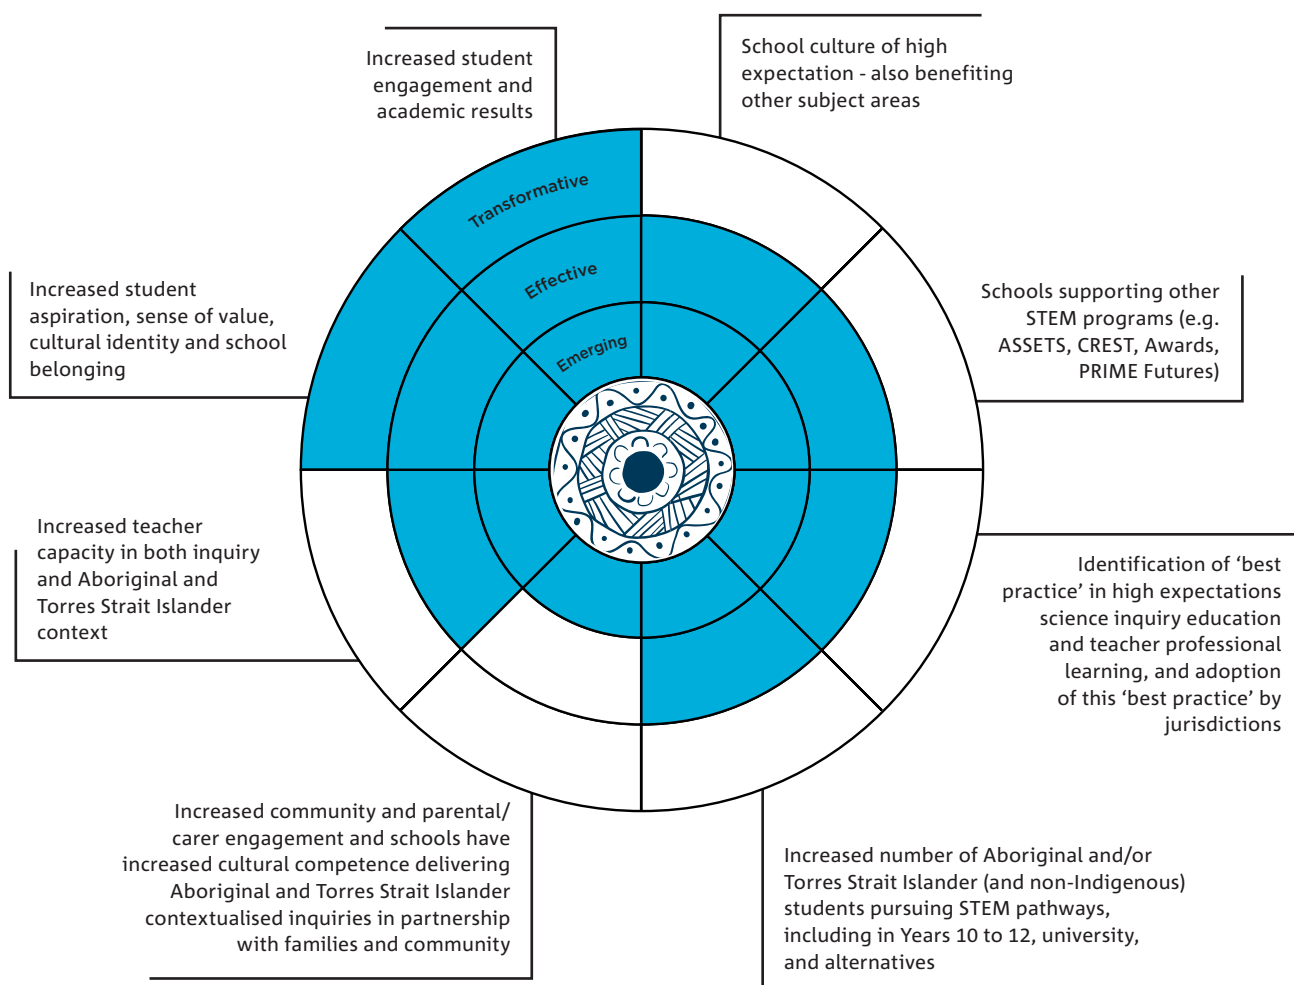 Increased student
engagement and
academic results
School culture of high
expectation - also benefiting
other subject areas
Transformative
Effective
Emerging
Increased student
aspiration, sense of value,
cultural identity and school
belonging
Schools supporting other
STEM programs (e.g.
ASSETS, CREST, Awards,
PRIME Futures)
Increased teacher
capacity in both inquiry
and Aboriginal and
Torres Strait Islander
context
Identification of ‘best
practice’ in high expectations
science inquiry education
and teacher professional
learning, and adoption
of this ‘best practice’ by
jurisdictions
Increased community and parental/
carer engagement and schools have
increased cultural competence delivering
Aboriginal and Torres Strait Islander
contextualised inquiries in partnership
with families and community
Increased number of Aboriginal and/or
Torres Strait Islander (and non-Indigenous)
students pursuing STEM pathways,
including in Years 10 to 12, university,
and alternatives